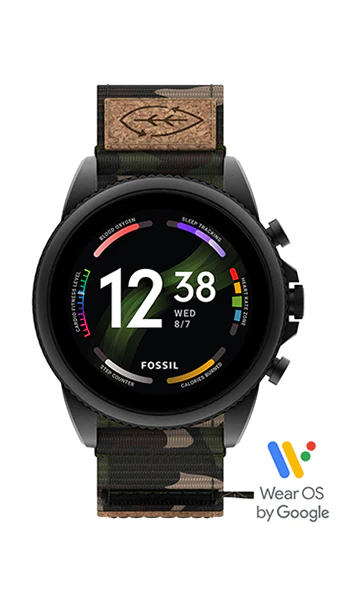 BLOOD OXYGEN
SLEEP TRACKING
CARDIO FITNESS LEVEL
HEART RATE ZONE
12 38
WED
8/7
FOSSIL
STEP COUNTER
CALORIES BURNED
Wear OS
by Google